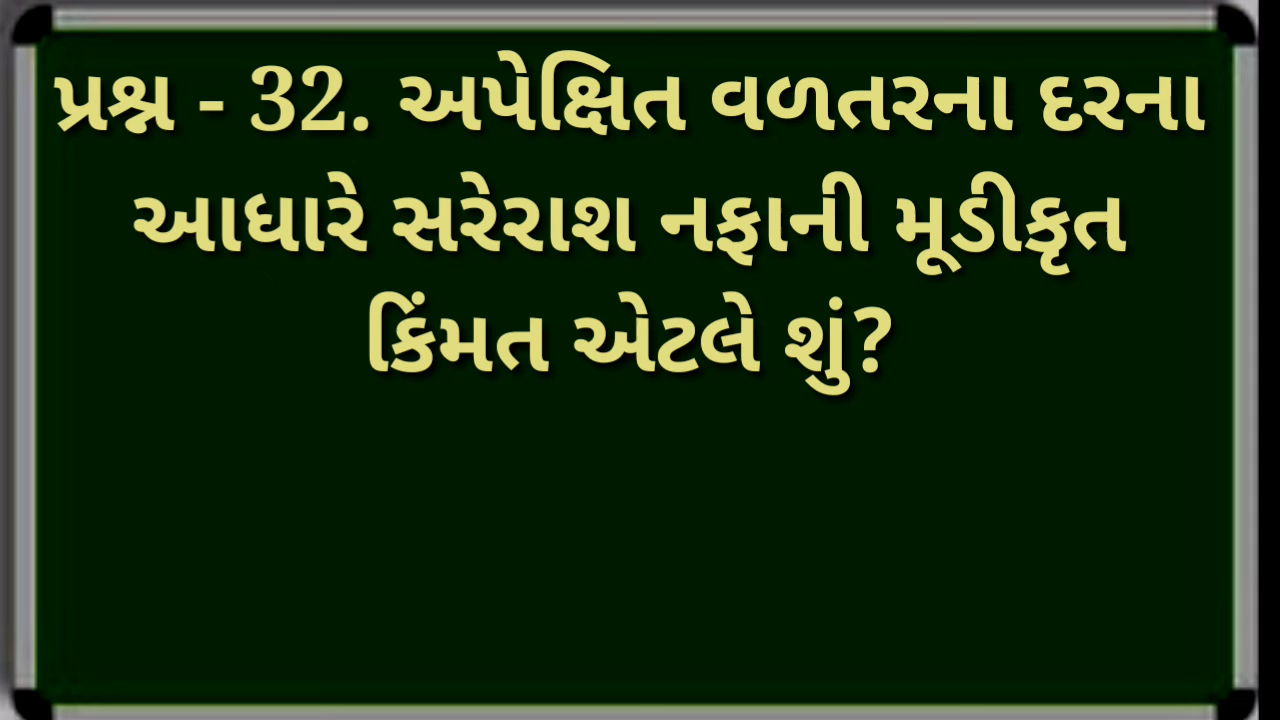 પ્રશ્ન - 32. અપેક્ષિત વળતરના દરના
આધારે સરેરાશ નફાની મૂડીકૃત
કિંમત એટલે શું?